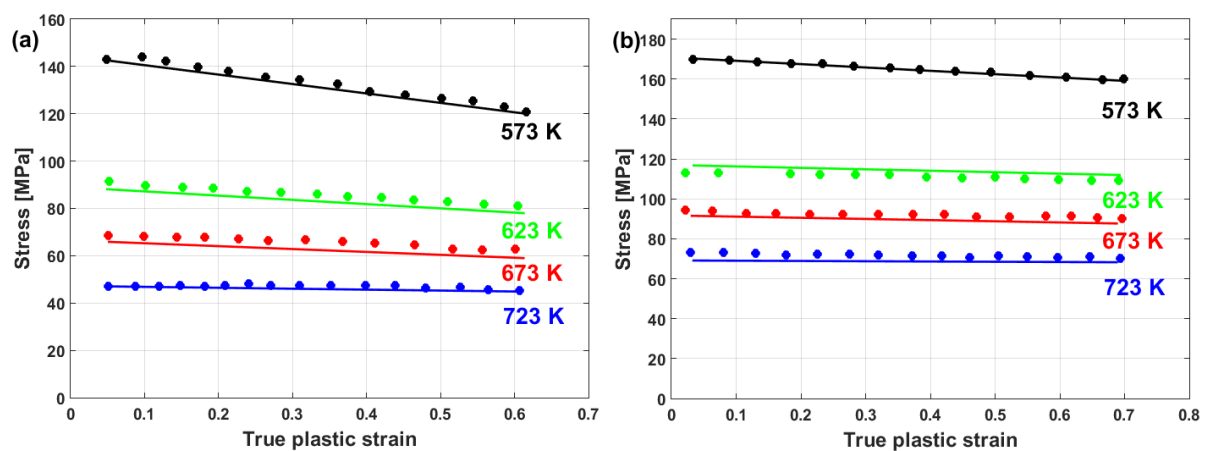 (a)
160
140
120
100
80
60
40
20
0
Stress [MPa]
573 K
623 K
673 K
723 K
0 0.1 0.2 0.3 0.4 0.5 0.6 0.7
True plastic strain
(b)
180
160
140
120
100
80
60
40
20
0
Stress [MPa]
573 K
623 K
673 K
723 K
0 0.1 0.2 0.3 0.4 0.5 0.6 0.7 0.8
True plastic strain